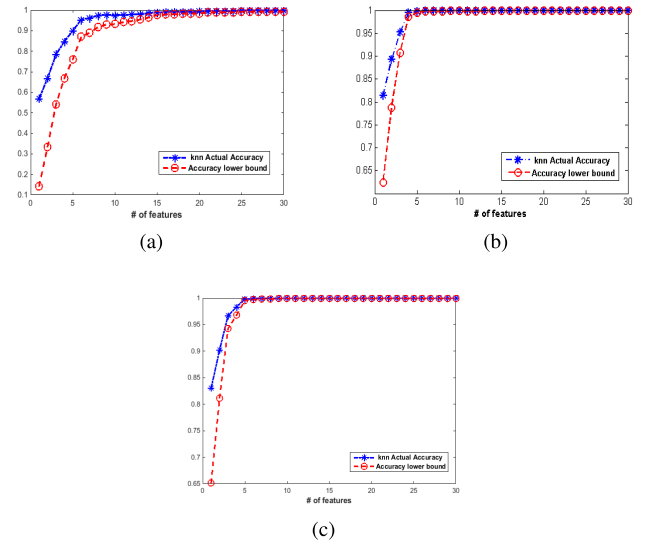 1
0.9
0.8
0.7
0.6
0.5
0.4
0.3
0.2
0.1
0 5 10 15 20 25 30
# of features
knn Actual Accuracy
Accuracy lower bound
(a)
1
0.95
0.9
0.85
0.8
0.75
0.7
0.65
0 5 10 15 20 25 30
# of features
knn Actual Accuracy
Accuracy lower bound
(b)
1
0.95
0.9
0.85
0.8
0.75
0.7
0.65
0 5 10 15 20 25 30
# of features
knn Actual Accuracy
Accuracy lower bound
(c)